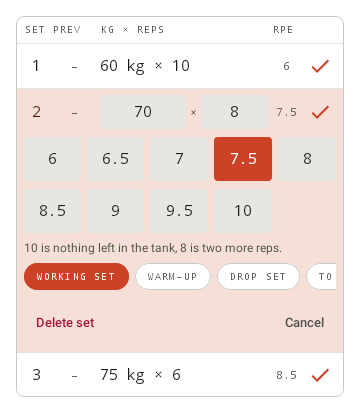 SET PREV KG × REPS RPE
1 – 60 kg × 10 6
2 – 70 × 8 7.5
6 6.5 7 7.5 8
8.5 9 9.5 10
10 is nothing left in the tank, 8 is two more reps.
WORKING SET WARM-UP DROP SET TO
Delete set Cancel
3 – 75 kg × 6 8.5